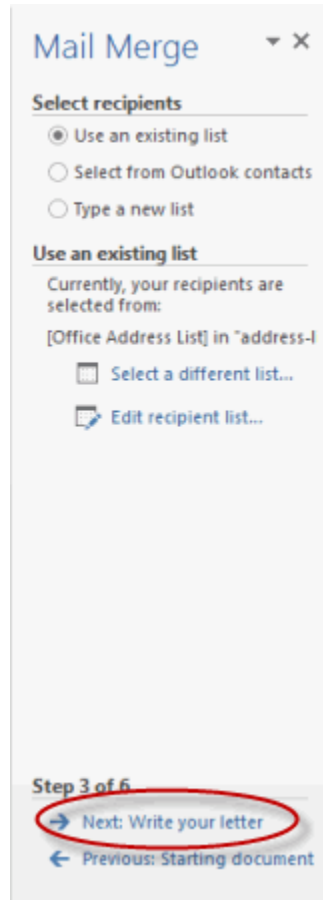 Mail Merge
Select recipients
Use an existing list
Select from Outlook contacts
Type a new list
Use an existing list
Currently, your recipients are
selected from:
[Office Address List] in "address-l
Select a different list...
Edit recipient list...
Step 3 of 6
Next: Write your letter
Previous: Starting document